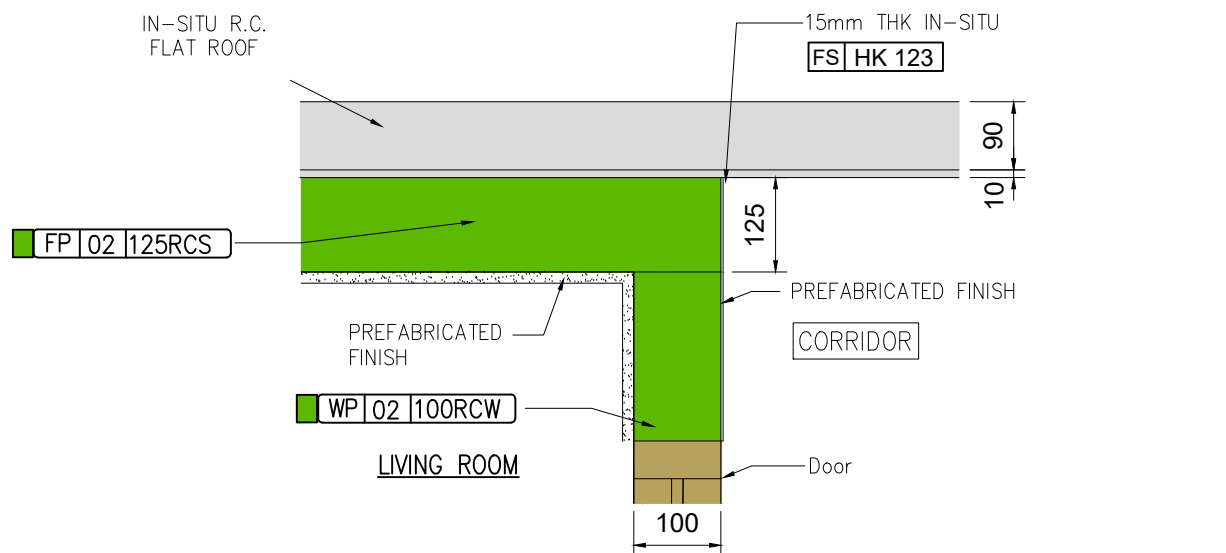 IN-SITU R.C.
FLAT ROOF
15mm THK IN-SITU
FS HK 123
90
10
125
FP 02 125RCS
PREFABRICATED FINISH
PREFABRICATED
FINISH
CORRIDOR
WP 02 100RCW
LIVING ROOM
Door
100